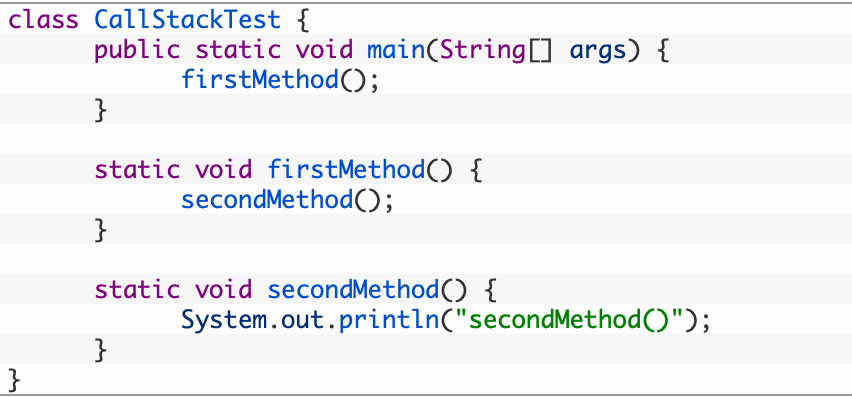 class CallStackTest {
public static void main(String[] args) {
firstMethod();
}
static void firstMethod() {
secondMethod();
}
static void secondMethod() {
System.out.println("secondMethod()");
}
}